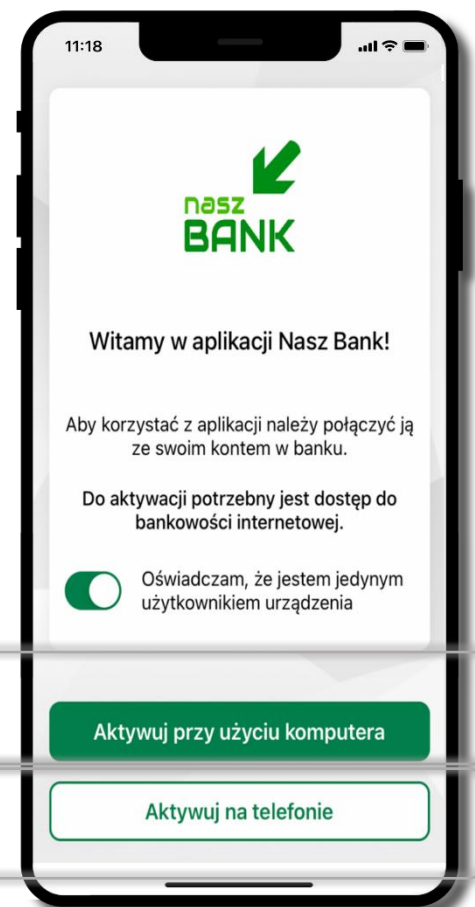 11:18
nasz
BANK
Witamy w aplikacji Nasz Bank!
Aby korzystać z aplikacji należy połączyć ją
ze swoim kontem w banku.
Do aktywacji potrzebny jest dostęp do
bankowości internetowej.
Oświadczam, że jestem jedynym
użytkownikiem urządzenia
Aktywuj przy użyciu komputera
Aktywuj na telefonie